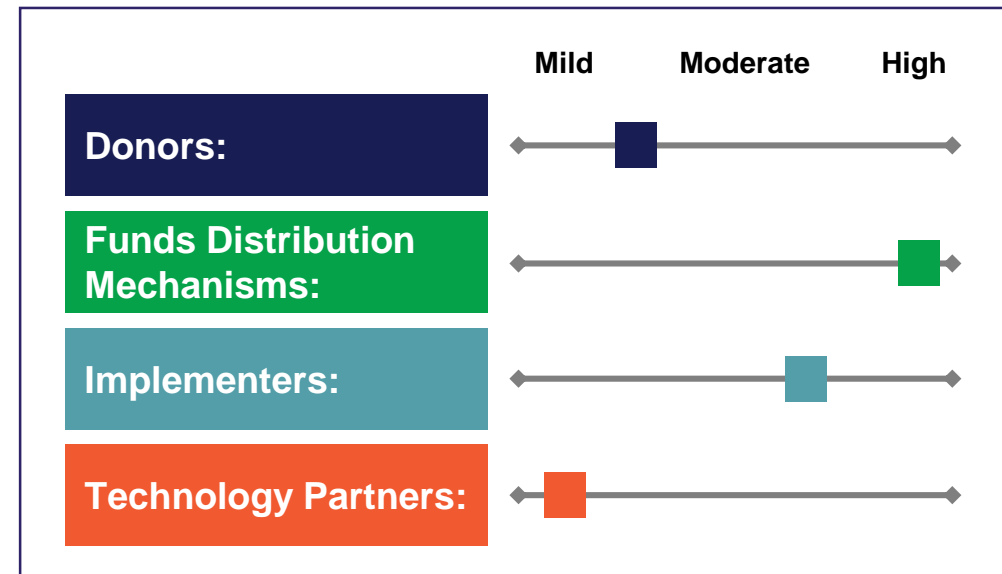 Mild Moderate High
Donors:
Funds Distribution
Mechanisms:
Implementers:
Technology Partners: